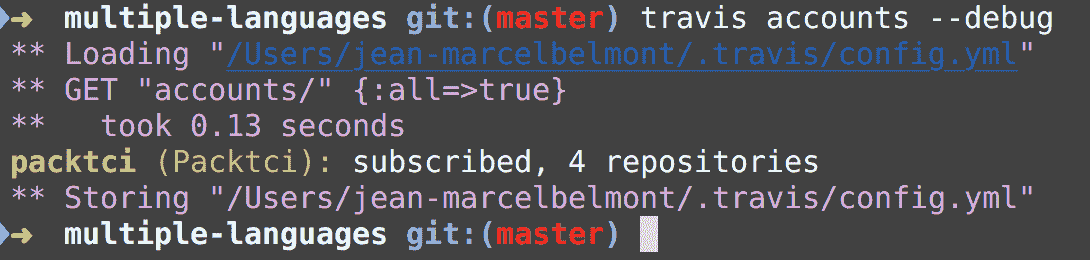 ➜ multiple-languages git:(master) travis accounts --debug
** Loading "/Users/jean-marcelbelmont/.travis/config.yml"
** GET "accounts/" {:all=>true}
**   took 0.13 seconds
packtci (Packtci): subscribed, 4 repositories
** Storing "/Users/jean-marcelbelmont/.travis/config.yml"
➜ multiple-languages git:(master)